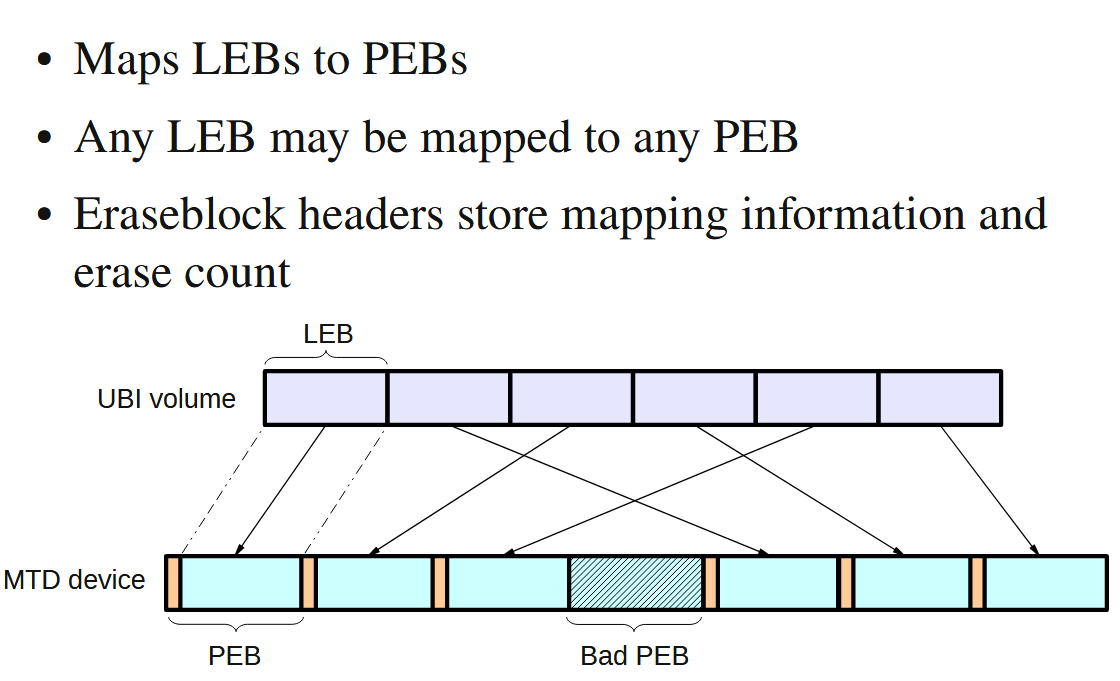 • Maps LEBs to PEBs
• Any LEB may be mapped to any PEB
• Eraseblock headers store mapping information and
erase count
LEB
UBI volume
MTD device
PEB
Bad PEB